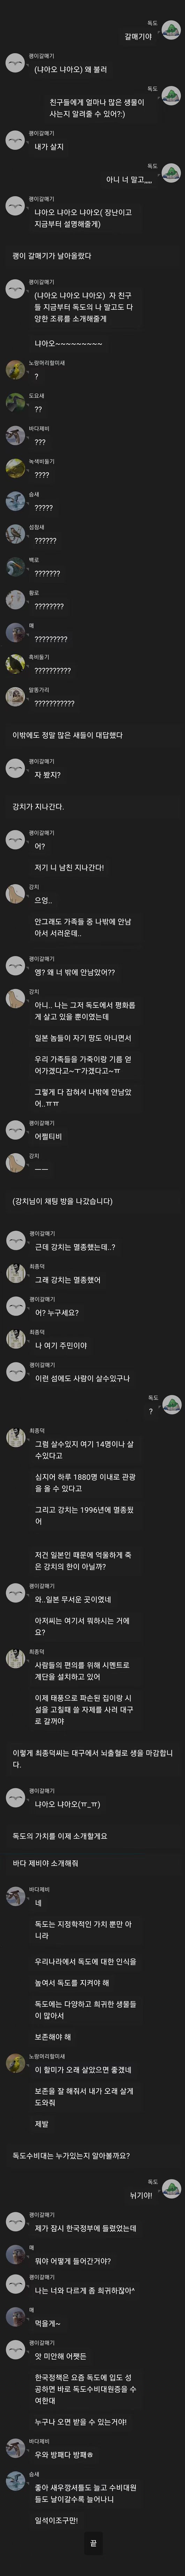 독도
갈매기야
괭이갈매기
(냐아오 냐아오) 왜 불러
독도
친구들에게 얼마나 많은 생물이
사는지 알려줄 수 있어?:)
괭이갈매기
내가 살지
독도
아니 너 말고,,,,,
괭이갈매기
냐아오 냐아오 냐아오( 장난이고
지금부터 설명해줄게)
괭이 갈매기가 날아올랐다
괭이갈매기
(냐아오 냐아오 냐아오) 자 친구
들 지금부터 독도의 나 말고도 다
양한 조류를 소개해줄게
냐아오~~~~~~~~~
노랑머리할미새
?
도요새
??
바다제비
???
녹색비둘기
????
슴새
?????
섬참새
??????
백로
???????
황로
????????
매
?????????
흑비둘기
??????????
말똥가리
???????????
이밖에도 정말 많은 새들이 대답했다
괭이갈매기
자 봤지?
강치가 지나간다.
괭이갈매기
어?
저기 니 남친 지나간다!
강치
으엉..
안그래도 가족들 중 나밖에 안남
아서 서러운데..
괭이갈매기
엥? 왜 너 밖에 안남았어??
강치
아니.. 나는 그저 독도에서 평화롭
게 살고 있을 뿐이였는데
일본 놈들이 자기 땅도 아니면서
우리 가족들을 가죽이랑 기름 얻
어가겠다고~ㅜ가겠다고~ㅠ
그렇게 다 잡혀서 나밖에 안남았
어..ㅠㅠ
괭이갈매기
어쩔티비
강치
ㅡㅡ
(강치님이 채팅 방을 나갔습니다)
괭이갈매기
근데 강치는 멸종했는데..?
최종덕
그래 강치는 멸종했어
괭이갈매기
어? 누구세요?
최종덕
나 여기 주민이야
괭이갈매기
이런 섬에도 사람이 살수있구나
독도
?
최종덕
그럼 살수있지 여기 14명이나 살
수있다고
심지어 하루 1880명 이내로 관광
을 올 수 있다고
그리고 강치는 1996년에 멸종됬
어
저건 일본인 때문에 억울하게 죽
은 강치의 한이 아닐까?
괭이갈매기
와..일본 무서운 곳이였네
아저씨는 여기서 뭐하시는 거에
요?
최종덕
사람들의 편의를 위해 시멘트로
계단을 설치하고 있어
이제 태풍으로 파손된 집이랑 시
설을 고칠때 쓸 자제를 사러 대구
로 갈꺼야
이렇게 최종덕씨는 대구에서 뇌출혈로 생을 마감합니
다.
괭이갈매기
냐아오 냐아오(ㅠ_ㅠ)
독도의 가치를 이제 소개할게요
바다 제비야 소개해줘
바다제비
네
독도는 지정학적인 가치 뿐만 아
니라
우리나라에서 독도에 대한 인식을
높여서 독도를 지켜야 해
독도에는 다양하고 희귀한 생물들
이 많아서
보존해야 해
노랑머리할미새
이 할미가 오래 살았으면 좋겠네
보존을 잘 해줘서 내가 오래 살게
도와줘
제발
독도수비대는 누가있는지 알아볼까요?
독도
뉘기야!
괭이갈매기
제가 잠시 한국정부에 들렀었는데
매
뭐야 어떻게 들어간거야?
괭이갈매기
나는 너와 다르게 좀 희귀하잖아^
매
먹을게~
괭이갈매기
앗 미안해 어쨋든
한국정책은 요즘 독도에 입도 성
공하면 바로 독도수비대원증을 수
여한대
누구나 오면 받을 수 있는거야!
바다제비
우와 방패다 방패ㅎ
슴새
좋아 새우깡셔틀도 늘고 수비대원
들도 날이갈수록 늘어나니
일석이조구만!
끝